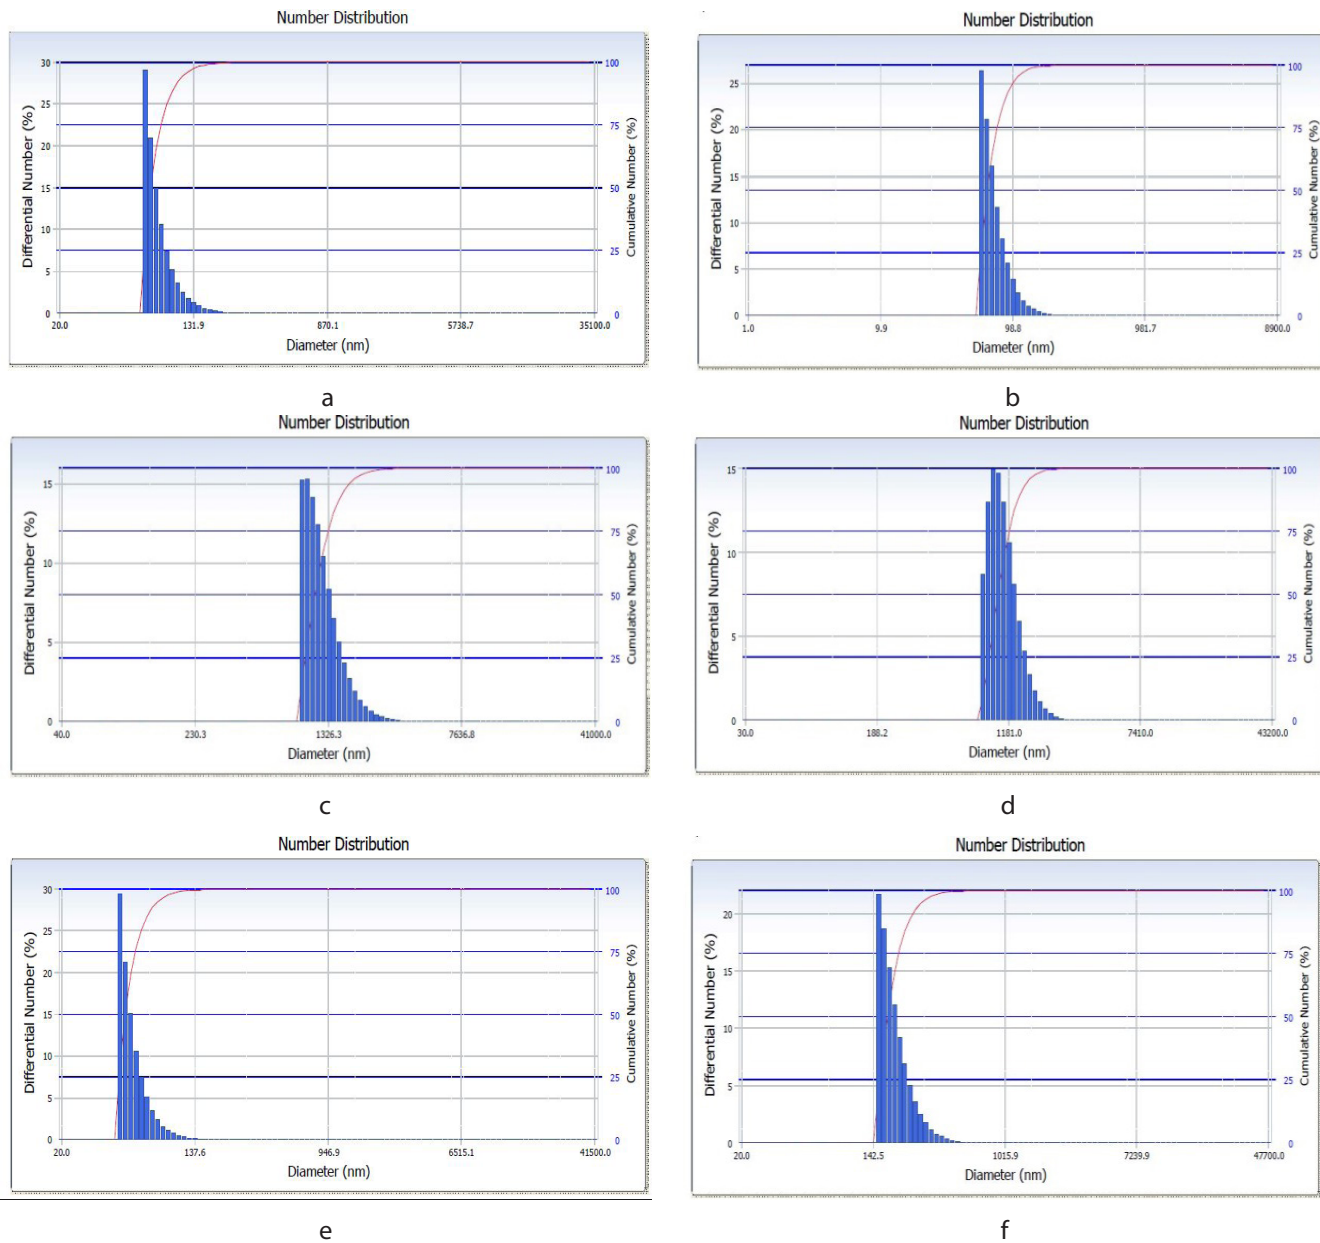 Number Distribution
Differential Number (%)
30
25
20
15
10
5
0
100
75
50
25
0
Cumulative Number (%)
20.0 131.9 870.1 5738.7 35100.0
Diameter (nm)
a
Number Distribution
Differential Number (%)
25
20
15
10
5
0
100
75
50
25
0
Cumulative Number (%)
1.0 9.9 98.8 981.7 8900.0
Diameter (nm)
b
Number Distribution
Differential Number (%)
15
10
5
0
100
75
50
25
0
Cumulative Number (%)
40.0 230.3 1326.3 7636.8 41000.0
Diameter (nm)
c
Number Distribution
Differential Number (%)
15
10
5
0
100
75
50
25
0
Cumulative Number (%)
30.0 188.2 1181.0 7410.0 43200.0
Diameter (nm)
d
Number Distribution
Differential Number (%)
30
25
20
15
10
5
0
100
75
50
25
0
Cumulative Number (%)
20.0 137.6 946.9 6515.1 41500.0
Diameter (nm)
e
Number Distribution
Differential Number (%)
20
15
10
5
0
100
75
50
25
0
Cumulative Number (%)
20.0 142.5 1015.9 7239.9 47700.0
Diameter (nm)
f